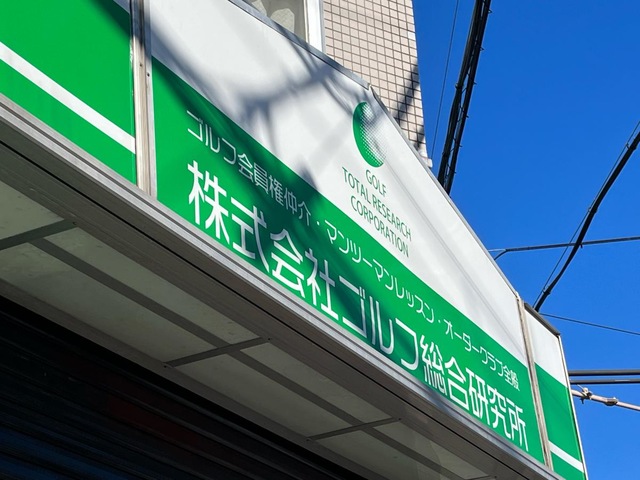 GOLF
TOTAL RESEARCH
CORPORATION
ゴルフ会員権仲介・マンツーマンレッスン・オーダークラブ全般
株式会社ゴルフ総合研究所